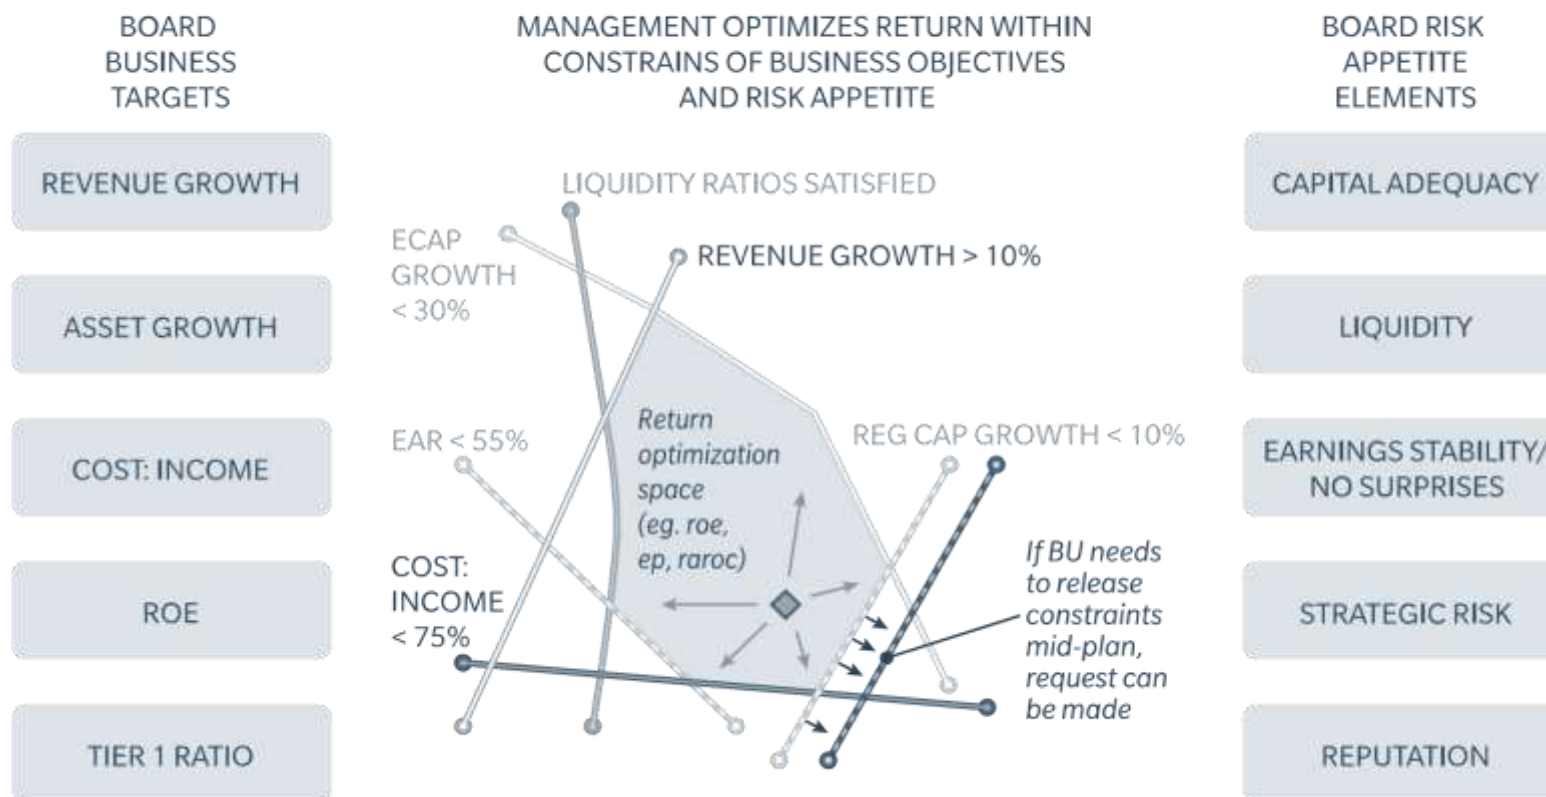 BOARD
BUSINESS
TARGETS
REVENUE GROWTH
ASSET GROWTH
COST: INCOME
ROE
TIER 1 RATIO
MANAGEMENT OPTIMIZES RETURN WITHIN
CONSTRAINS OF BUSINESS OBJECTIVES
AND RISK APPETITE
LIQUIDITY RATIOS SATISFIED
ECAP
GROWTH
< 30%
REVENUE GROWTH > 10%
EAR < 55%
Return
optimization
space
(eg. roe,
ep, raroc)
REG CAP GROWTH < 10%
COST:
INCOME
< 75%
If BU needs
to release
constraints
mid-plan,
request can
be made
BOARD RISK
APPETITE
ELEMENTS
CAPITAL ADEQUACY
LIQUIDITY
EARNINGS STABILITY/
NO SURPRISES
STRATEGIC RISK
REPUTATION